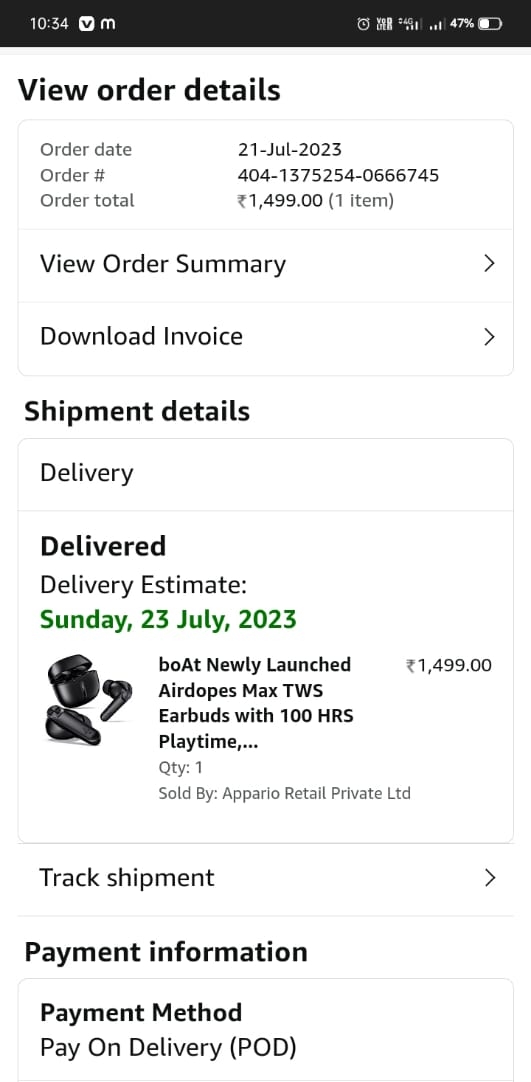 10:34 m
VoD LTE 4G 47%
View order details
Order date 21-Jul-2023
Order # 404-1375254-0666745
Order total ₹1,499.00 (1 item)
View Order Summary
Download Invoice
Shipment details
Delivery
Delivered
Delivery Estimate:
Sunday, 23 July, 2023
boAt Newly Launched ₹1,499.00
Airdopes Max TWS
Earbuds with 100 HRS
Playtime,...
Qty: 1
Sold By: Appario Retail Private Ltd
Track shipment
Payment information
Payment Method
Pay On Delivery (POD)